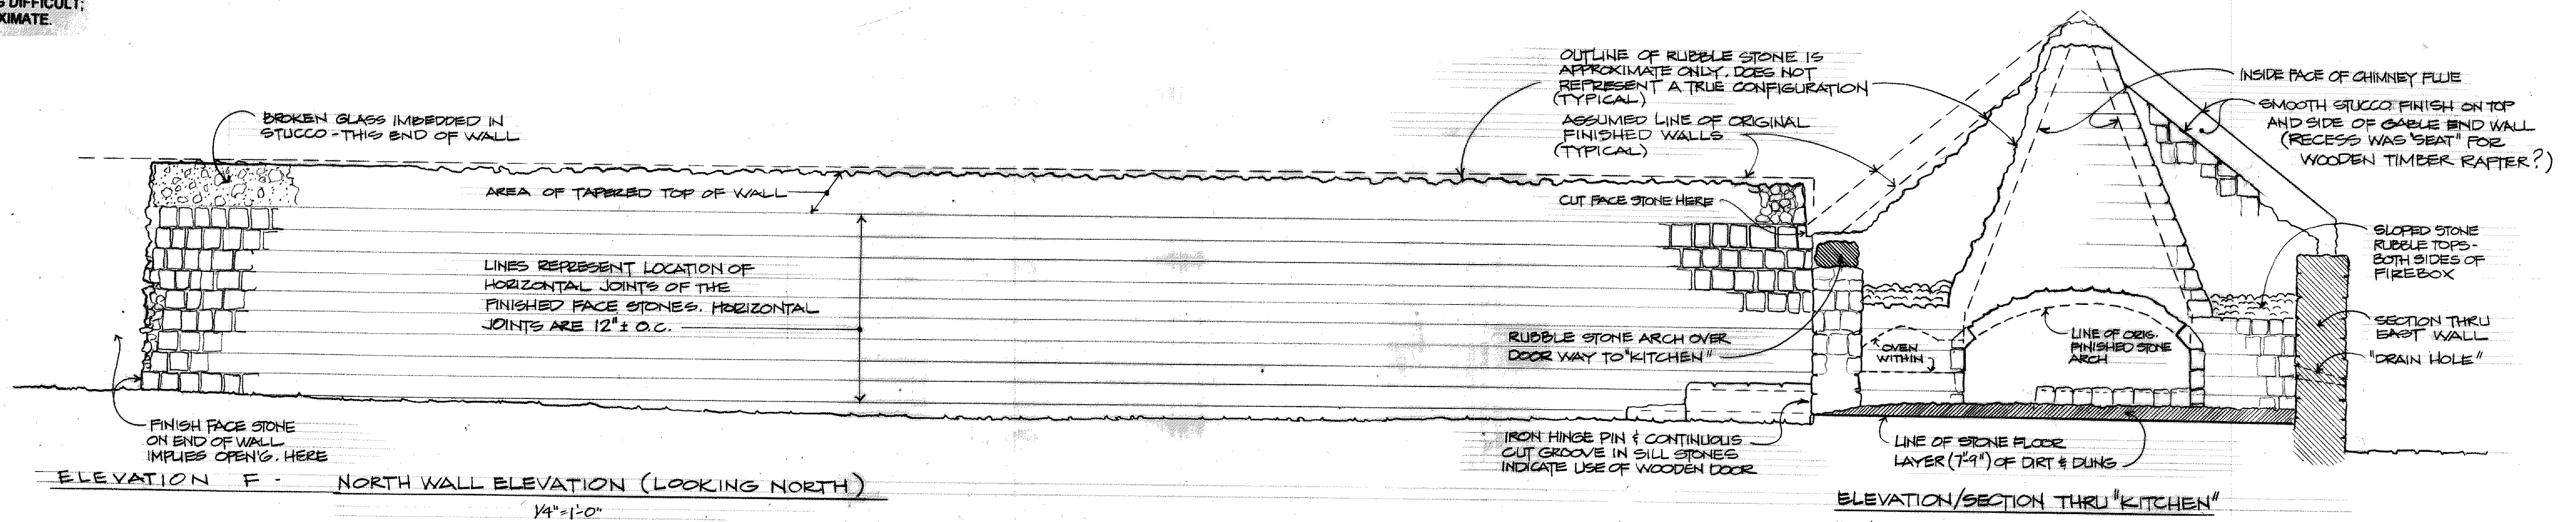 S DIFFICULT;
XIMATE.
BROKEN GLASS IMBEDDED IN
STUCCO - THIS END OF WALL
AREA OF TAPERED TOP OF WALL
LINES REPRESENT LOCATION OF
HORIZONTAL JOINTS OF THE
FINISHED FACE STONES. HORIZONTAL
JOINTS ARE 12"± O.C.
FINISH FACE STONE
ON END OF WALL
IMPLIES OPEN'G. HERE
ELEVATION F - NORTH WALL ELEVATION (LOOKING NORTH)
1/4"=1'-0"
OUTLINE OF RUBBLE STONE IS
APPROXIMATE ONLY. DOES NOT
REPRESENT A TRUE CONFIGURATION
(TYPICAL)
ASSUMED LINE OF ORIGINAL
FINISHED WALLS
(TYPICAL)
CUT FACE STONE HERE
RUBBLE STONE ARCH OVER
DOOR WAY TO "KITCHEN"
IRON HINGE PIN & CONTINUOUS
CUT GROOVE IN SILL STONES
INDICATE USE OF WOODEN DOOR
OVEN
WITHIN
LINE OF ORIG.
FINISHED STONE
ARCH
LINE OF STONE FLOOR
LAYER (7"-9") OF DIRT & DUNG
INSIDE FACE OF CHIMNEY FLUE
SMOOTH STUCCO FINISH ON TOP
AND SIDE OF GABLE END WALL
(RECESS WAS "SEAT" FOR
WOODEN TIMBER RAFTER?)
SLOPED STONE
RUBBLE TOPS -
BOTH SIDES OF
FIREBOX
SECTION THRU
EAST WALL
"DRAIN HOLE"
ELEVATION/SECTION THRU "KITCHEN"